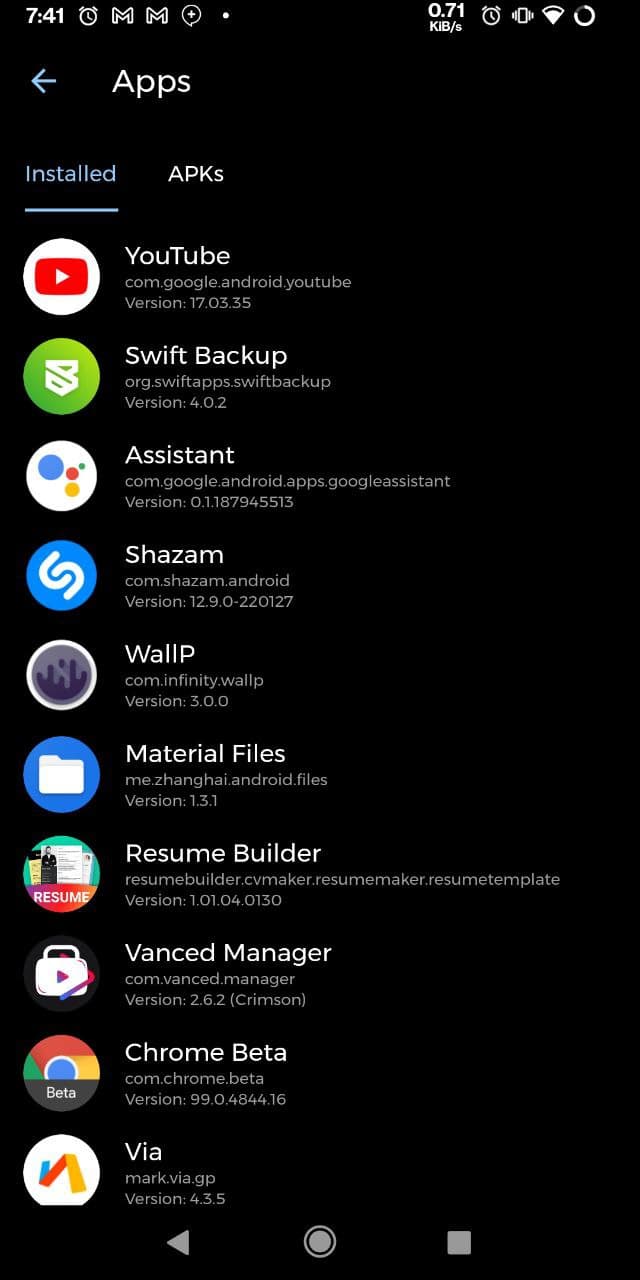 7:41
0.71
KiB/s
Apps
Installed
APKs
YouTube
com.google.android.youtube
Version: 17.03.35
Swift Backup
org.swiftapps.swiftbackup
Version: 4.0.2
Assistant
com.google.android.apps.googleassistant
Version: 0.1.187945513
Shazam
com.shazam.android
Version: 12.9.0-220127
WallP
com.infinity.wallp
Version: 3.0.0
Material Files
me.zhanghai.android.files
Version: 1.3.1
RESUME
Resume Builder
resumebuilder.cvmaker.resumemaker.resumetemplate
Version: 1.01.04.0130
Vanced Manager
com.vanced.manager
Version: 2.6.2 (Crimson)
Beta
Chrome Beta
com.chrome.beta
Version: 99.0.4844.16
Via
mark.via.gp
Version: 4.3.5